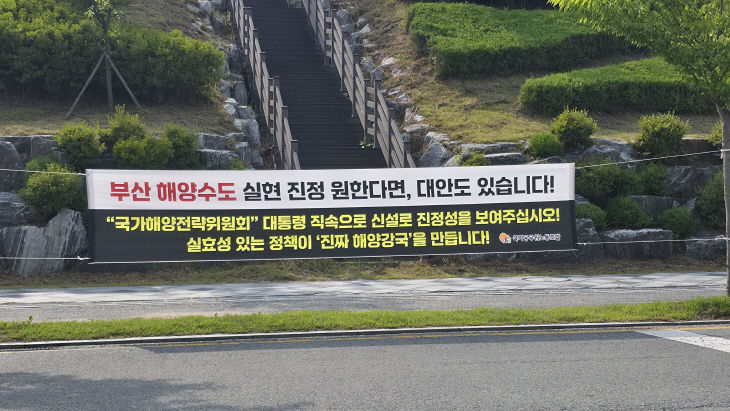 부산 해양수도 실현 진정 원한다면, 대안도 있습니다!
“국가해양전략위원회” 대통령 직속으로 신설로 진정성을 보여주십시오!
실효성 있는 정책이 ‘진짜 해양강국’을 만듭니다!